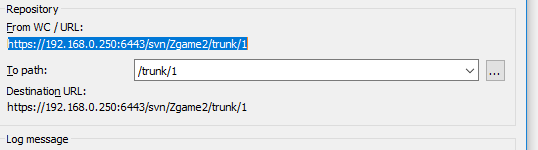 Repository
From WC / URL:
https://192.168.0.250:6443/svn/Zgame2/trunk/1
To path:
/trunk/1
...
Destination URL:
https://192.168.0.250:6443/svn/Zgame2/trunk/1
Log message